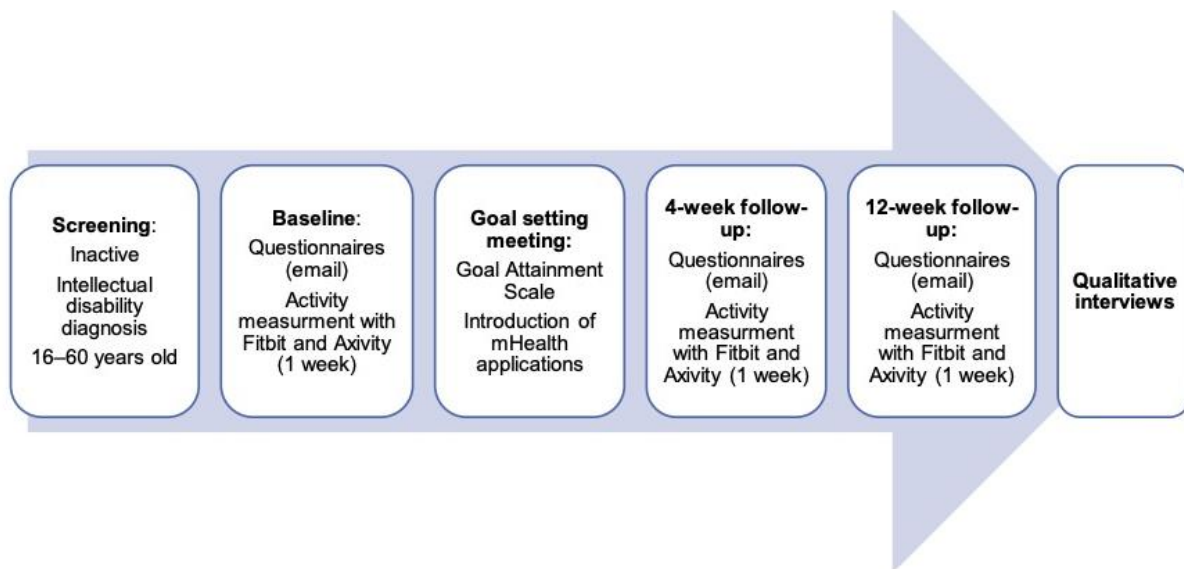 Screening:
Inactive
Intellectual
disability
diagnosis
16–60 years old
Baseline:
Questionnaires
(email)
Activity
measurment with
Fitbit and Axivity
(1 week)
Goal setting
meeting:
Goal Attainment
Scale
Introduction of
mHealth
applications
4-week follow-
up:
Questionnaires
(email)
Activity
measurment
with Fitbit and
Axivity (1 week)
12-week follow-
up:
Questionnaires
(email)
Activity
measurment
with Fitbit and
Axivity (1 week)
Qualitative
interviews